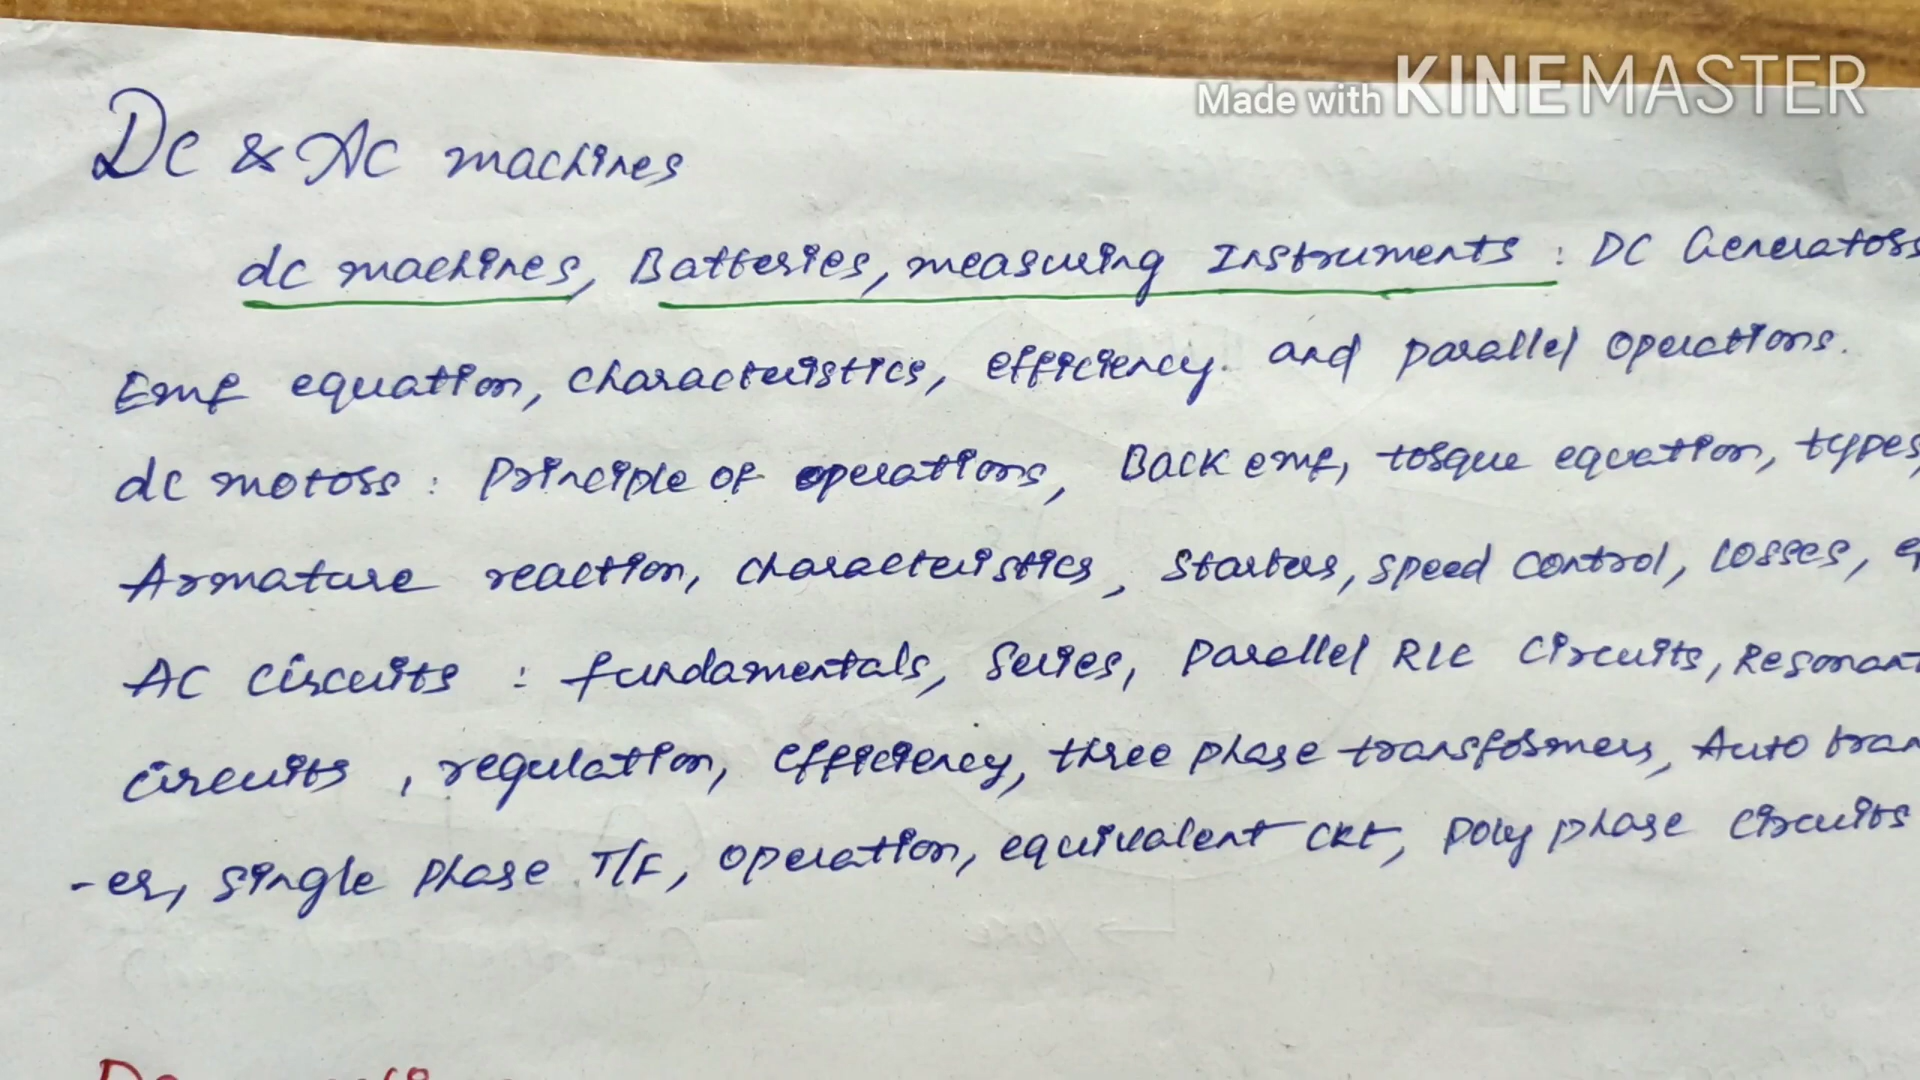 Made with KINEMASTER
Dc & Ac machines
dc machines, Batteries, measuring Instruments : DC Generators
Emf equation, characteristics, efficiency. and parallel operations.
dc motors : Principle of operations, Back emf, torque equation, types,
Armature reaction, characteristics, starters, speed control, losses,
AC circuits : fundamentals, Series, parallel RLC circuits, Resonant
circuits, regulation, efficiency, three phase transformers, Auto tran
-er, single phase T/F, operation, equivalent ckt, poly phase circuits